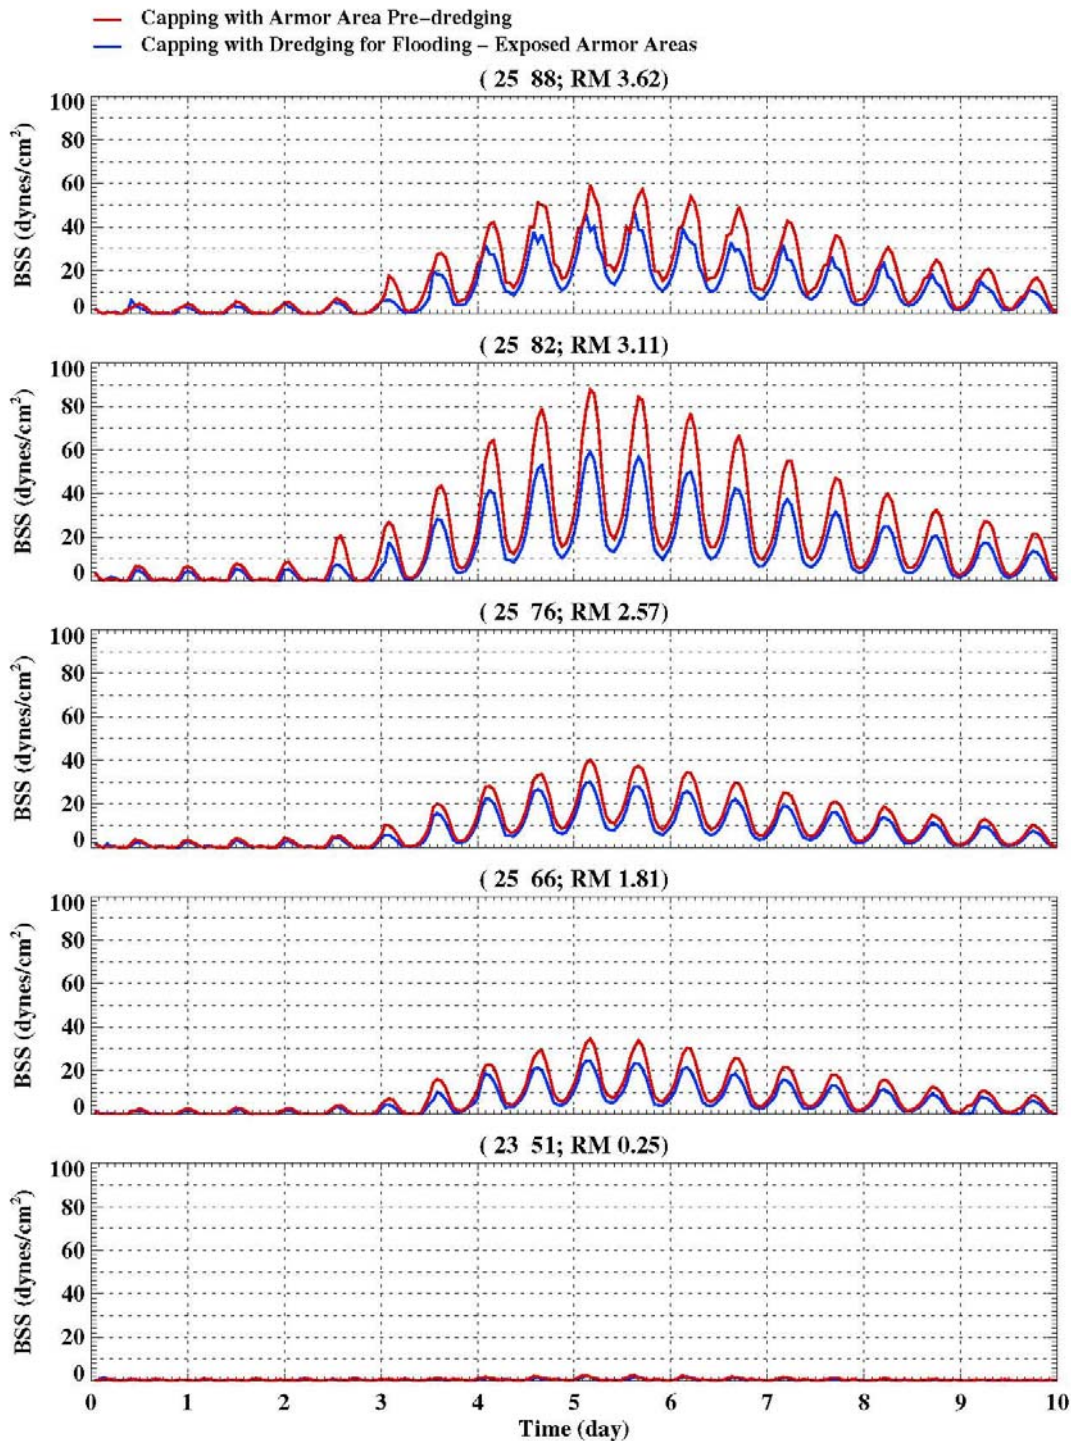 Capping with Armor Area Pre-dredging
Capping with Dredging for Flooding - Exposed Armor Areas
( 25 88; RM 3.62)
100
80
60
40
20
0
BSS (dynes/cm²)
( 25 82; RM 3.11)
100
80
60
40
20
0
BSS (dynes/cm²)
( 25 76; RM 2.57)
100
80
60
40
20
0
BSS (dynes/cm²)
( 25 66; RM 1.81)
100
80
60
40
20
0
BSS (dynes/cm²)
( 23 51; RM 0.25)
100
80
60
40
20
0
BSS (dynes/cm²)
0 1 2 3 4 5 6 7 8 9 10
Time (day)